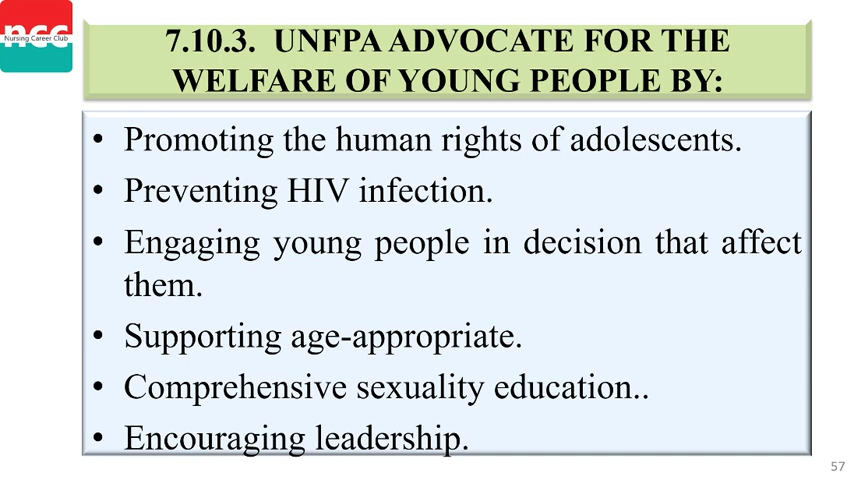 ncc
Nursing Career Club
7.10.3. UNFPA ADVOCATE FOR THE
WELFARE OF YOUNG PEOPLE BY:
• Promoting the human rights of adolescents.
• Preventing HIV infection.
• Engaging young people in decision that affect
them.
• Supporting age-appropriate.
• Comprehensive sexuality education..
• Encouraging leadership.
57